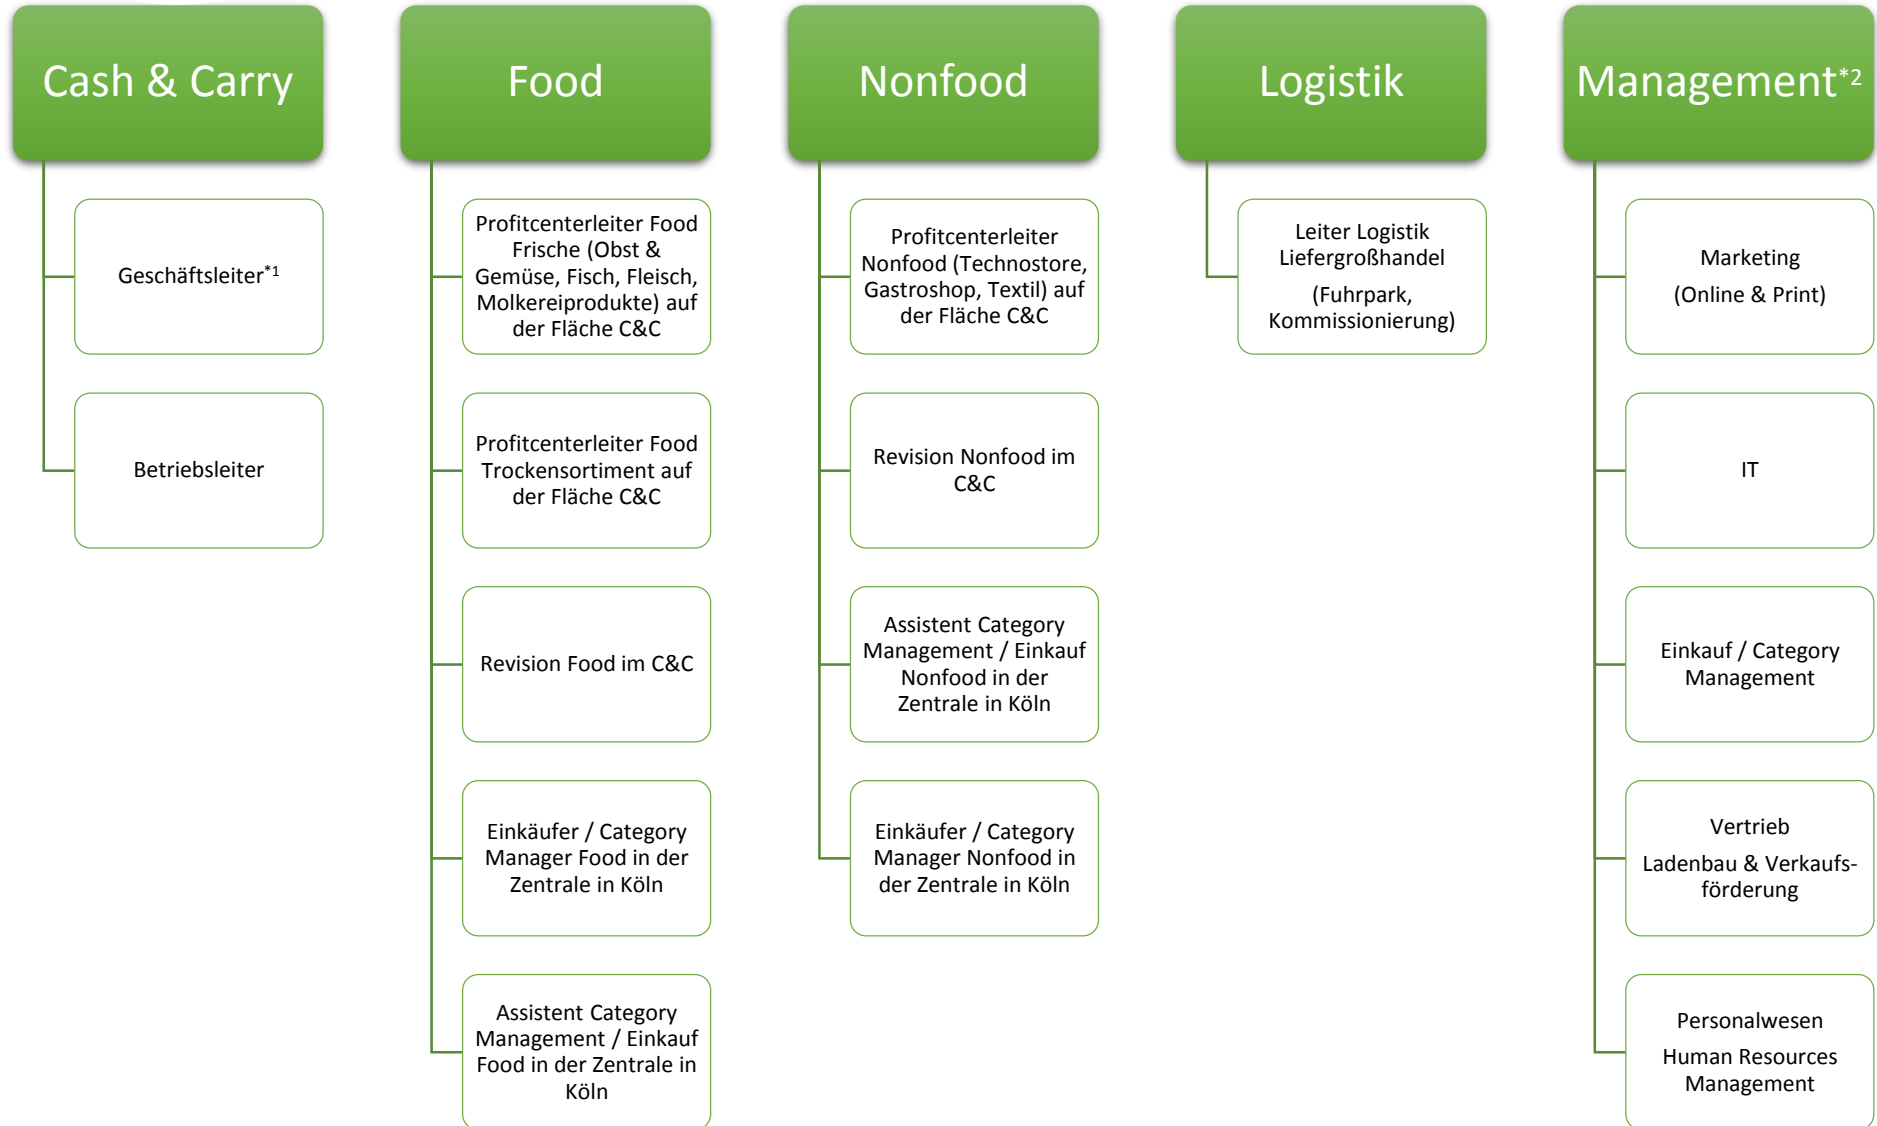 Cash & Carry
Geschäftsleiter*1
Betriebsleiter
Food
Profitcenterleiter Food
Frische (Obst &
Gemüse, Fisch, Fleisch,
Molkereiprodukte) auf
der Fläche C&C
Profitcenterleiter Food
Trockensortiment auf
der Fläche C&C
Revision Food im C&C
Einkäufer / Category
Manager Food in der
Zentrale in Köln
Assistent Category
Management / Einkauf
Food in der Zentrale in
Köln
Nonfood
Profitcenterleiter
Nonfood (Technostore,
Gastroshop, Textil) auf
der Fläche C&C
Revision Nonfood im
C&C
Assistent Category
Management / Einkauf
Nonfood in der
Zentrale in Köln
Einkäufer / Category
Manager Nonfood in
der Zentrale in Köln
Logistik
Leiter Logistik
Liefergroßhandel
(Fuhrpark,
Kommissionierung)
Management*2
Marketing
(Online & Print)
IT
Einkauf / Category
Management
Vertrieb
Ladenbau & Verkaufs-
förderung
Personalwesen
Human Resources
Management